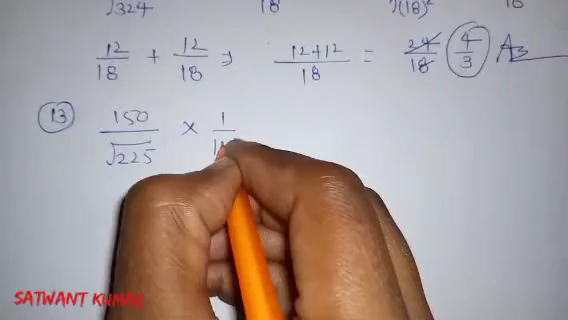 √324 18 √(18)² 18
12/18 + 12/18 ⇒ 12+12/18 = 24/18 4/3 Ans
13 150/√225 × 1/
SATWANT KUMAR